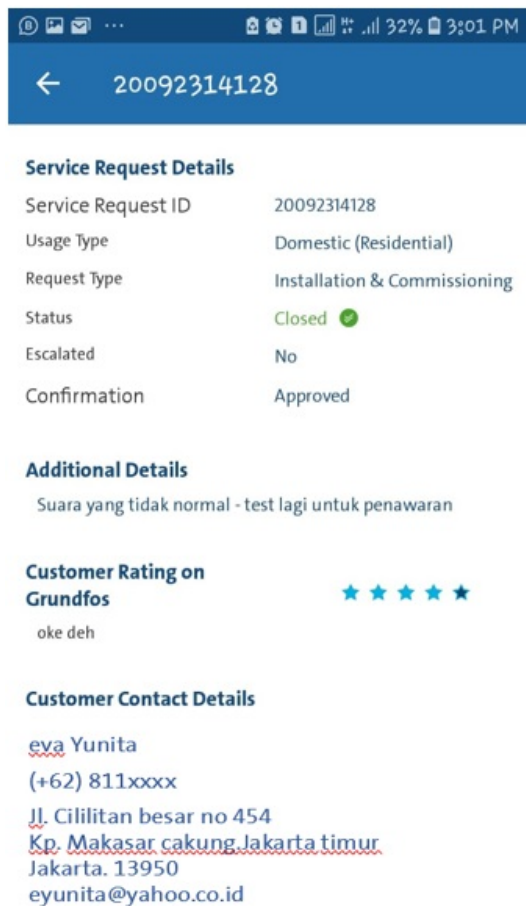 32% 3:01 PM
20092314128
Service Request Details
Service Request ID 20092314128
Usage Type Domestic (Residential)
Request Type Installation & Commissioning
Status Closed
Escalated No
Confirmation Approved
Additional Details
Suara yang tidak normal - test lagi untuk penawaran
Customer Rating on
Grundfos
oke deh
Customer Contact Details
eva Yunita
(+62) 811xxxx
Jl. Cililitan besar no 454
Kp. Makasar cakung.Jakarta timur
Jakarta. 13950
eyunita@yahoo.co.id